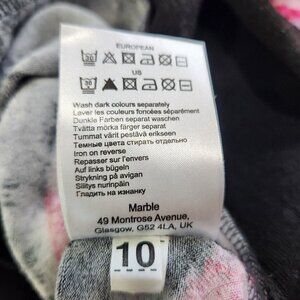 EUROPEAN
30
US
30
Wash dark colours separately
Laver les couleurs foncées séparément
Dunkle Farben separat waschen
Tvätta mörka färger separat
Tummat värit pestävä erikseen
Темные цвета стирать отдельно
Iron on reverse
Repasser sur l'envers
Auf links bügeln
Strykning på avigan
Silitys nurinpäin
Гладить на изнанку
Marble
49 Montrose Avenue,
Glasgow, G52 4LA, UK
10